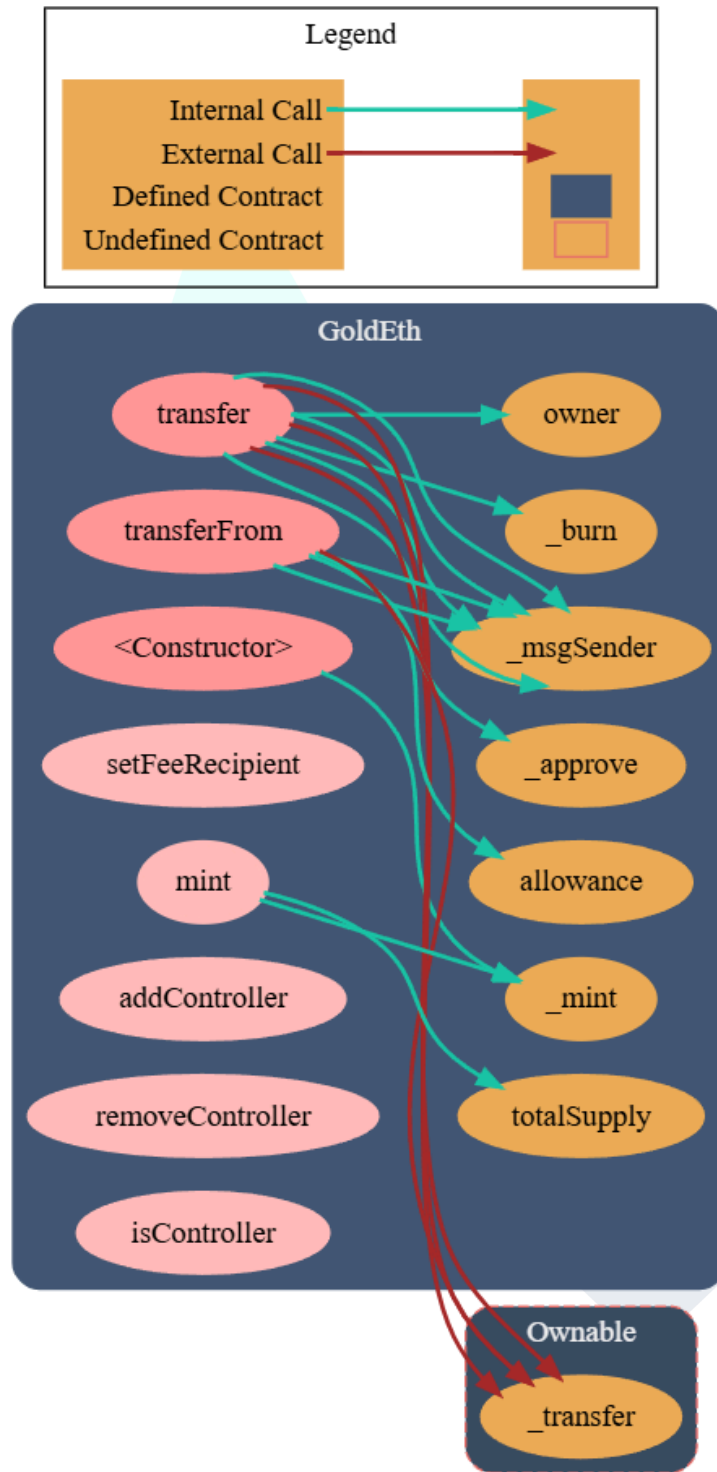 Legend
Internal Call
External Call
Defined Contract
Undefined Contract
GoldEth
transfer
owner
transferFrom
_burn
<Constructor>
_msgSender
setFeeRecipient
_approve
mint
allowance
addController
_mint
removeController
totalSupply
isController
Ownable
_transfer